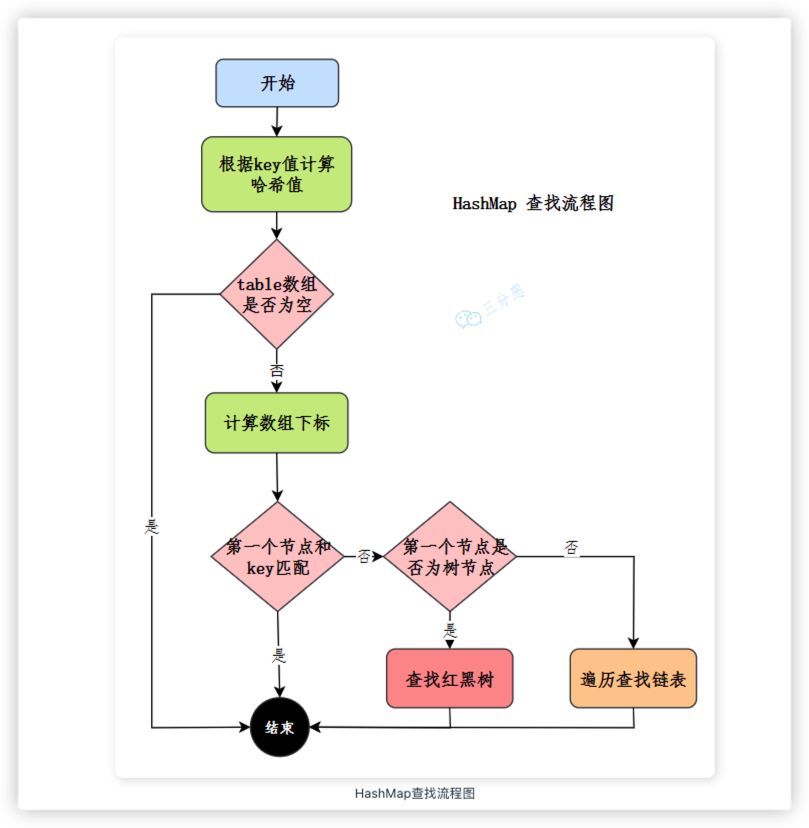 开始
根据key值计算
哈希值
HashMap 查找流程图
table数组
是否为空
三分恶
否
计算数组下标
是
第一个节点和
key匹配
否
第一个节点是
否为树节点
否
是
是
查找红黑树
遍历查找链表
结束
HashMap查找流程图